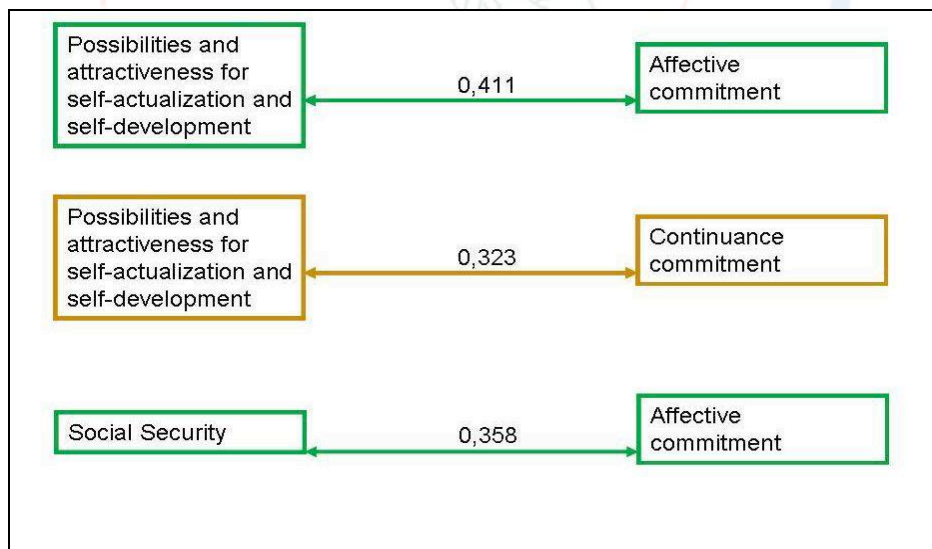 Possibilities and
attractiveness for
self-actualization and
self-development
0,411
Affective
commitment
Possibilities and
attractiveness for
self-actualization and
self-development
0,323
Continuance
commitment
Social Security
0,358
Affective
commitment